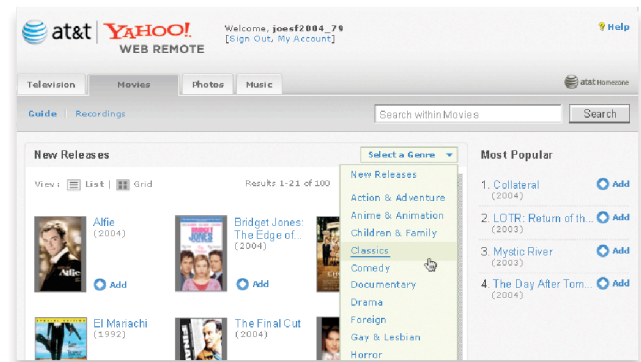 at&t YAHOO!
WEB REMOTE
Welcome, joesf2004_79
[Sign Out, My Account]
Help
Television
Movies
Photos
Music
at&t Homezone
Guide | Recordings
Search within Movies
Search
New Releases
Select a Genre
View: List | Grid
Results 1-21 of 100
Alfie
(2004)
Add
Alfie
Bridget Jones:
The Edge of...
(2004)
Add
El Mariachi
(1992)
The Final Cut
(2004)
New Releases
Action & Adventure
Anime & Animation
Children & Family
Classics
Comedy
Documentary
Drama
Foreign
Gay & Lesbian
Horror
Most Popular
1. Collateral
(2004)
Add
2. LOTR: Return of th...
(2003)
Add
3. Mystic River
(2003)
Add
4. The Day After Tom...
(2004)
Add